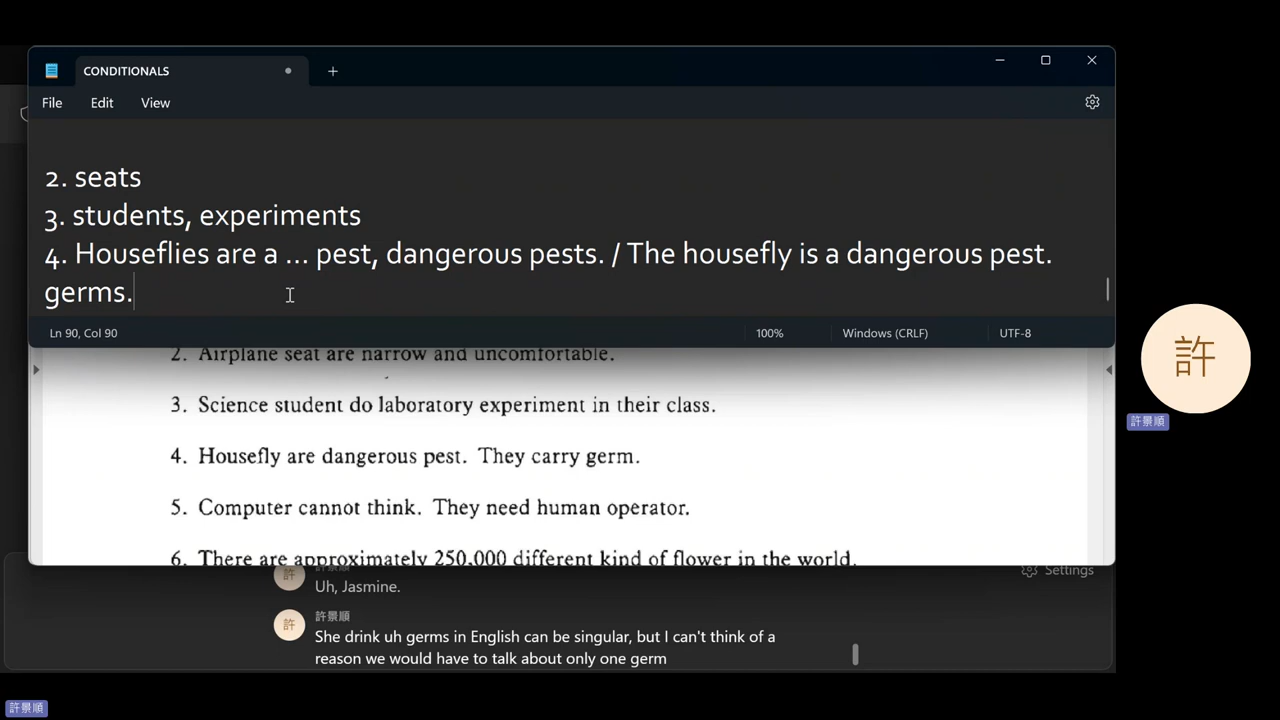 CONDITIONALS
File Edit View
2. seats
3. students, experiments
4. Houseflies are a ... pest, dangerous pests. / The housefly is a dangerous pest.
germs.
Ln 90, Col 90 100% Windows (CRLF) UTF-8
2. Airplane seat are narrow and uncomfortable.
3. Science student do laboratory experiment in their class.
4. Housefly are dangerous pest. They carry germ.
5. Computer cannot think. They need human operator.
6. There are approximately 250,000 different kind of flower in the world.
許
許景順
許 許景順
Uh, Jasmine.
Settings
許 許景順
She drink uh germs in English can be singular, but I can't think of a
reason we would have to talk about only one germ
許景順